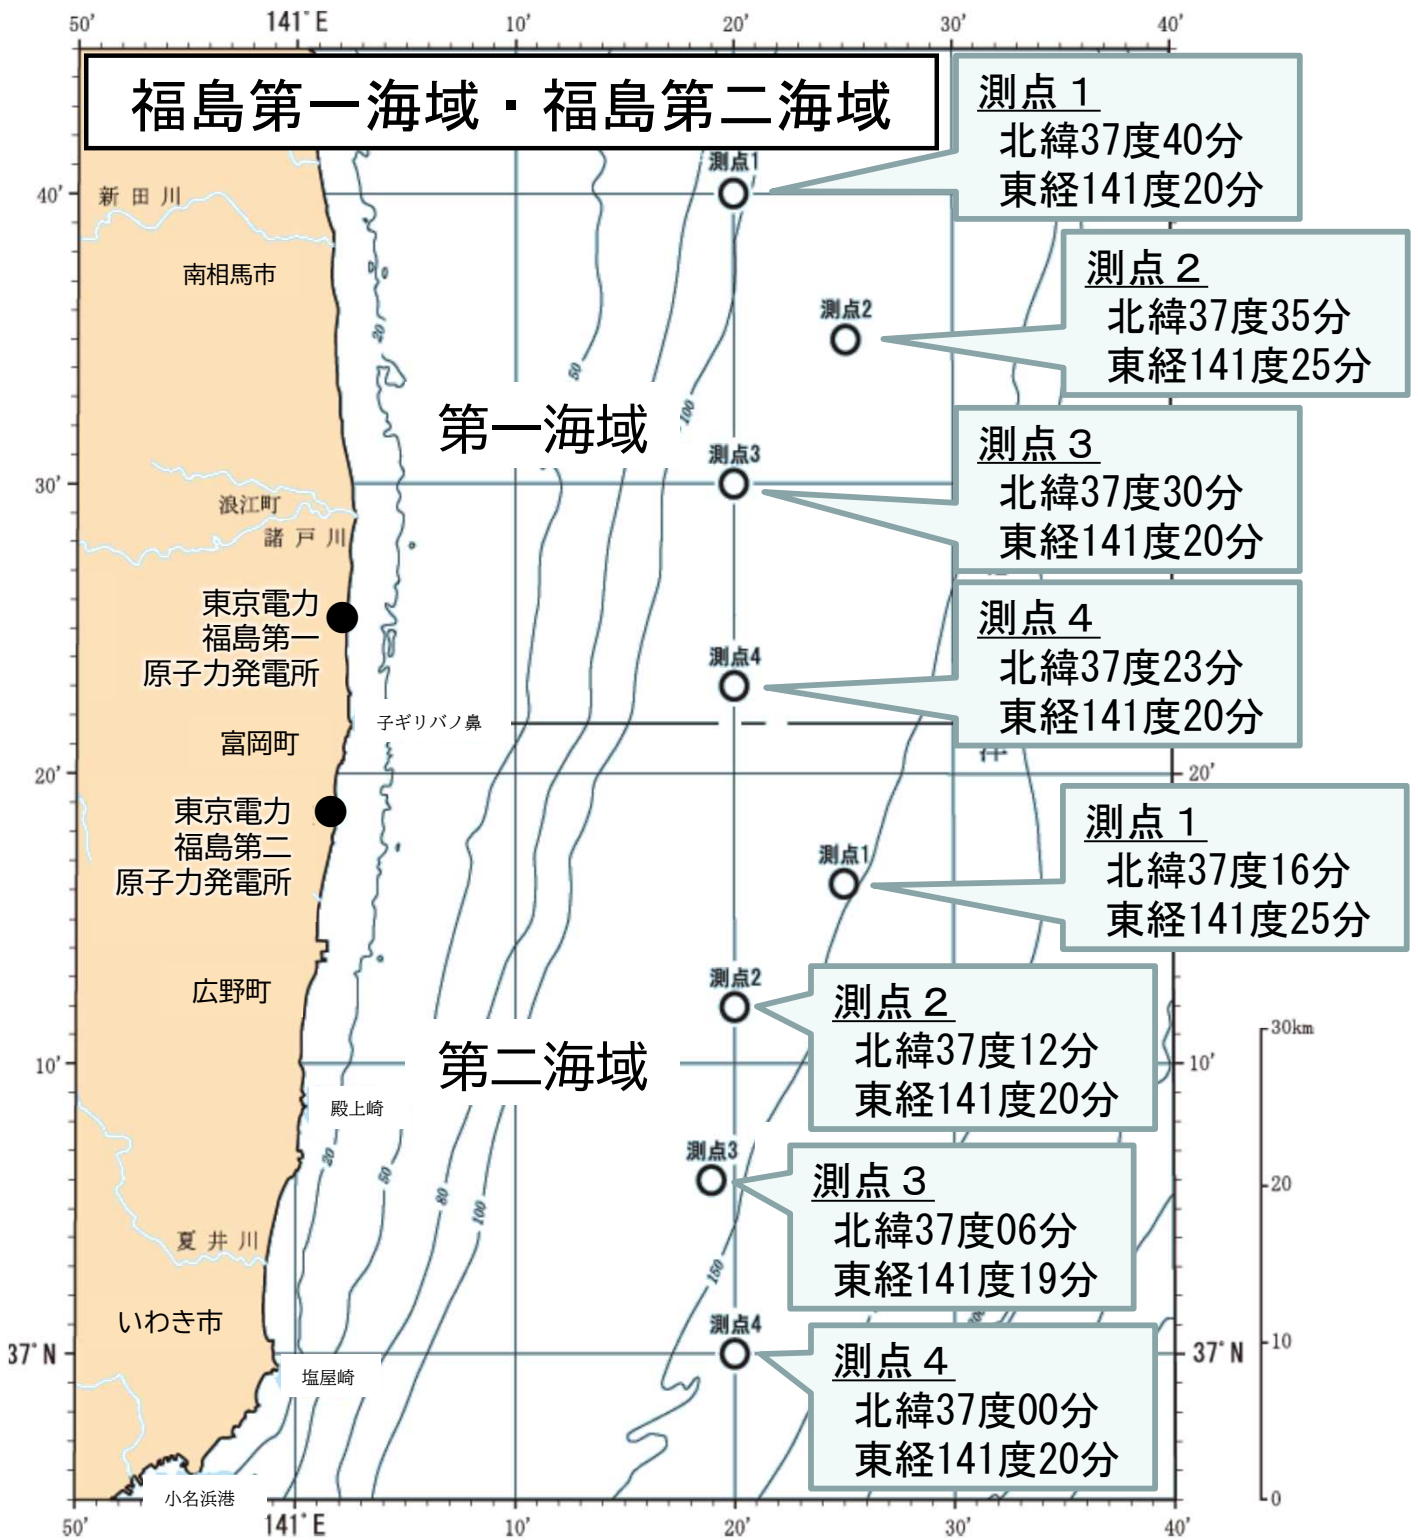 50′
141°E
10′
20′
30′
40′
福島第一海域・福島第二海域
測点１
北緯37度40分
東経141度20分
測点1
40′
新田川
南相馬市
測点２
北緯37度35分
東経141度25分
測点2
20
50
100
第一海域
測点３
北緯37度30分
東経141度20分
測点3
30′
浪江町
諸戸川
東京電力
福島第一
原子力発電所
測点４
北緯37度23分
東経141度20分
測点4
子ギリバノ鼻
富岡町
20′
20′
東京電力
福島第二
原子力発電所
測点１
北緯37度16分
東経141度25分
測点1
広野町
測点２
北緯37度12分
東経141度20分
測点2
30km
第二海域
10′
10′
殿上崎
20
50
80
100
150
測点３
北緯37度06分
東経141度19分
測点3
20
夏井川
いわき市
測点４
北緯37度00分
東経141度20分
測点4
10
37°N
37°N
塩屋崎
小名浜港
0
50′
141°E
10′
20′
30′
40′